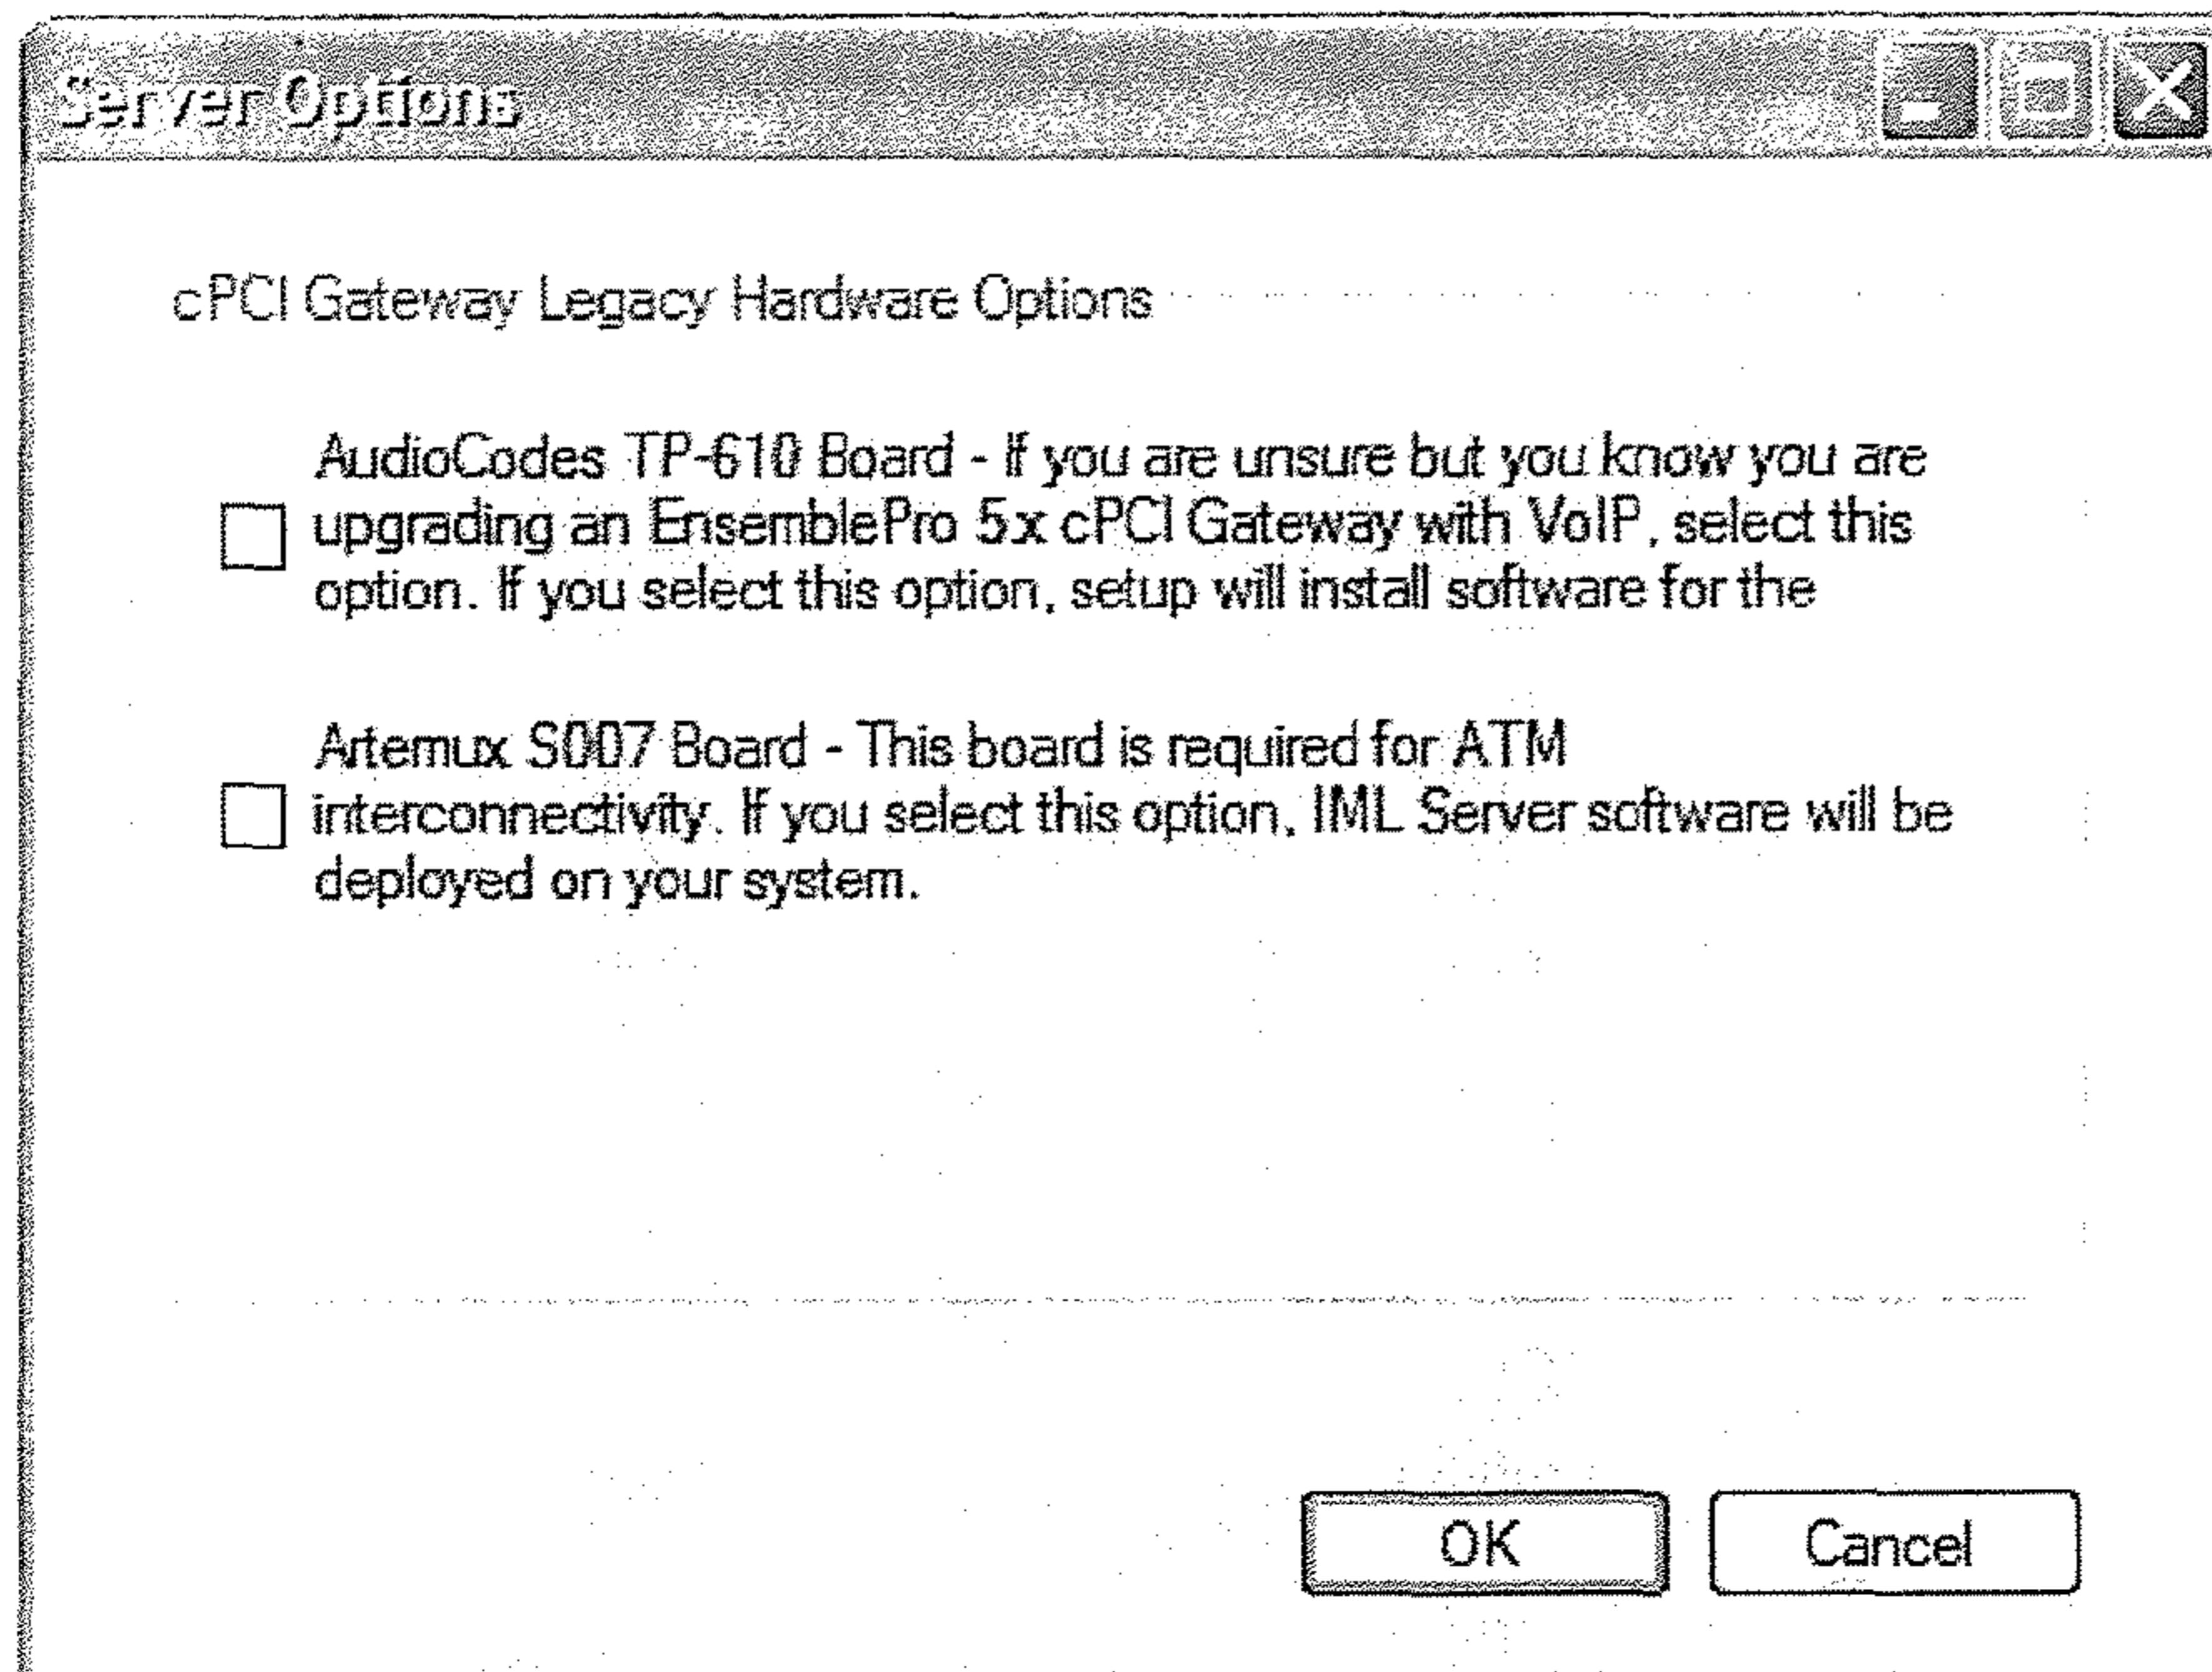 Server Options
cPCI Gateway Legacy Hardware Options
AudioCodes TP-610 Board - If you are unsure but you know you are
upgrading an EnsemblePro 5.x cPCI Gateway with VoIP, select this
option. If you select this option, setup will install software for the
Artemux S007 Board - This board is required for ATM
interconnectivity. If you select this option, IML Server software will be
deployed on your system.
OK
Cancel